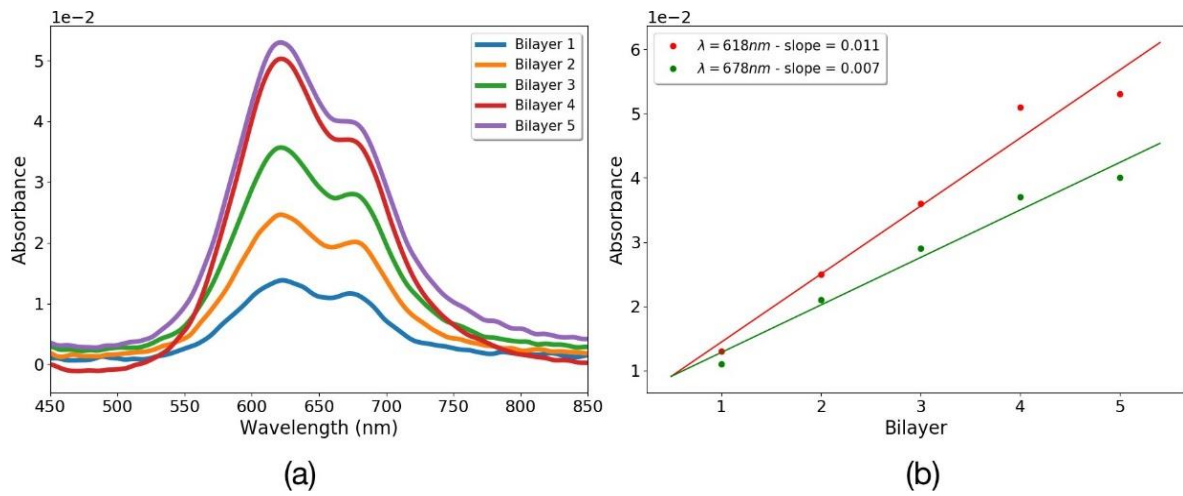 1e−2
5
4
3
2
1
0
Absorbance
450 500 550 600 650 700 750 800 850
Wavelength (nm)
Bilayer 1
Bilayer 2
Bilayer 3
Bilayer 4
Bilayer 5
(a)
1e−2
6
5
4
3
2
1
Absorbance
1 2 3 4 5
Bilayer
λ = 618nm - slope = 0.011
λ = 678nm - slope = 0.007
(b)